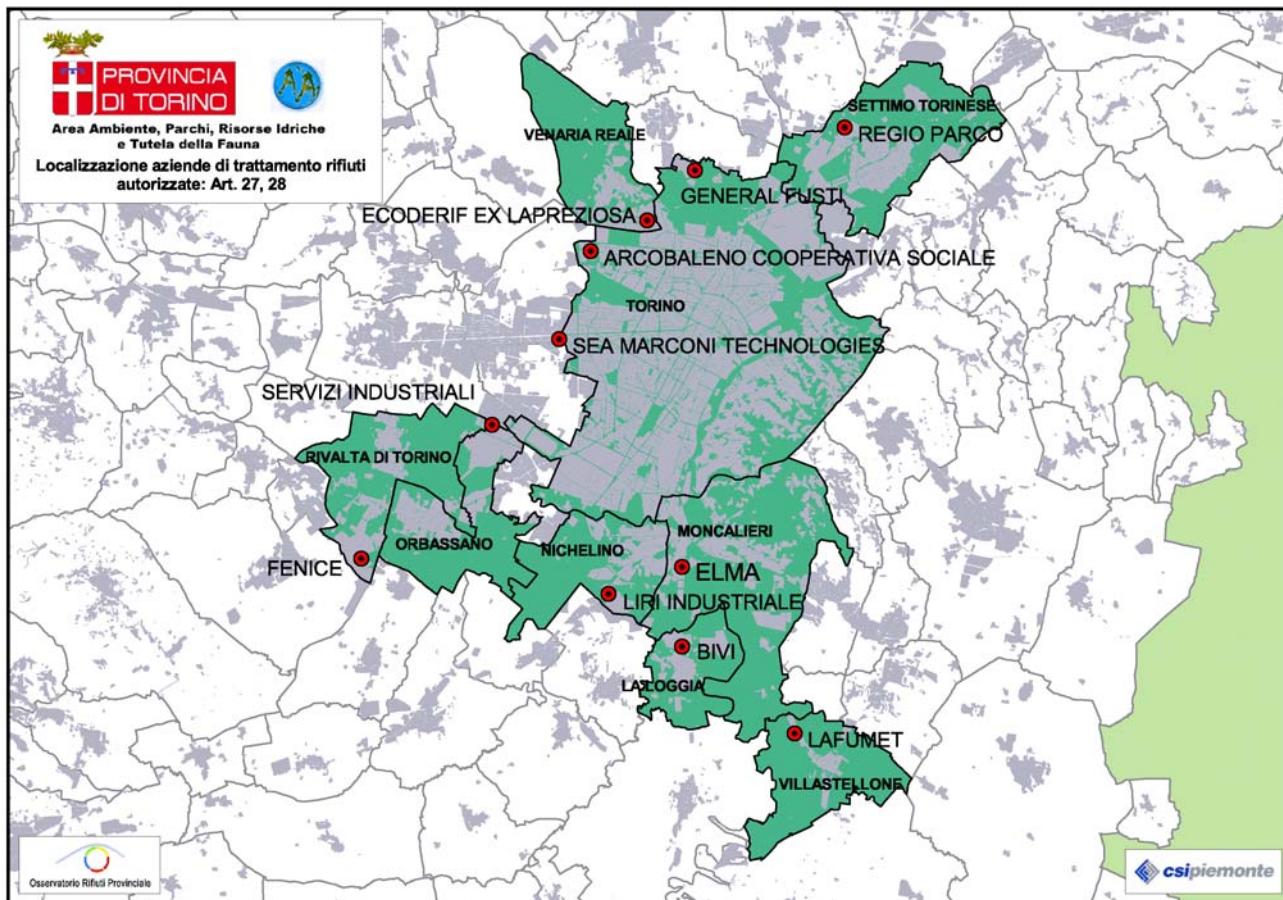 PROVINCIA
DI TORINO
Area Ambiente, Parchi, Risorse Idriche
e Tutela della Fauna
Localizzazione aziende di trattamento rifiuti
autorizzate: Art. 27, 28
SETTIMO TORINESE
VENARIA REALE
REGIO PARCO
GENERAL FUSTI
ECODERIF EX LAPREZIOSA
ARCOBALENO COOPERATIVA SOCIALE
TORINO
SEA MARCONI TECHNOLOGIES
SERVIZI INDUSTRIALI
RIVALTA DI TORINO
MONCALIERI
ORBASSANO
NICHELINO
FENICE
ELMA
LIRI INDUSTRIALE
BIVI
LA LOGGIA
LAFUMET
VILLASTELLONE
Osservatorio Rifiuti Provinciale
csipiemonte